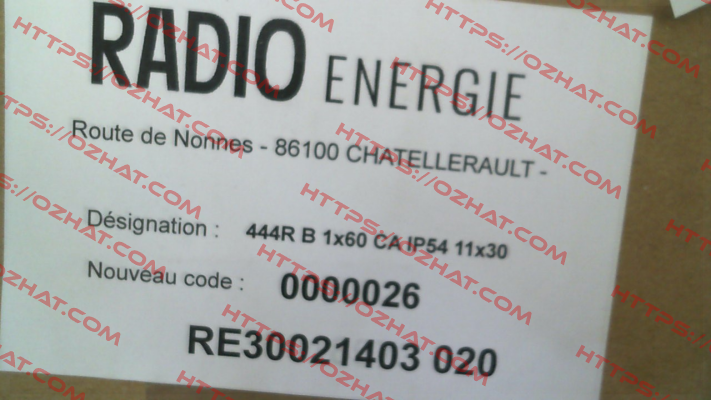 RADIO ENERGIE
Route de Nonnes - 86100 CHATELLERAULT -
Désignation : 444R B 1x60 CA IP54 11x30
Nouveau code : 0000026
RE30021403 020
HTTPS://OZHAT.COM